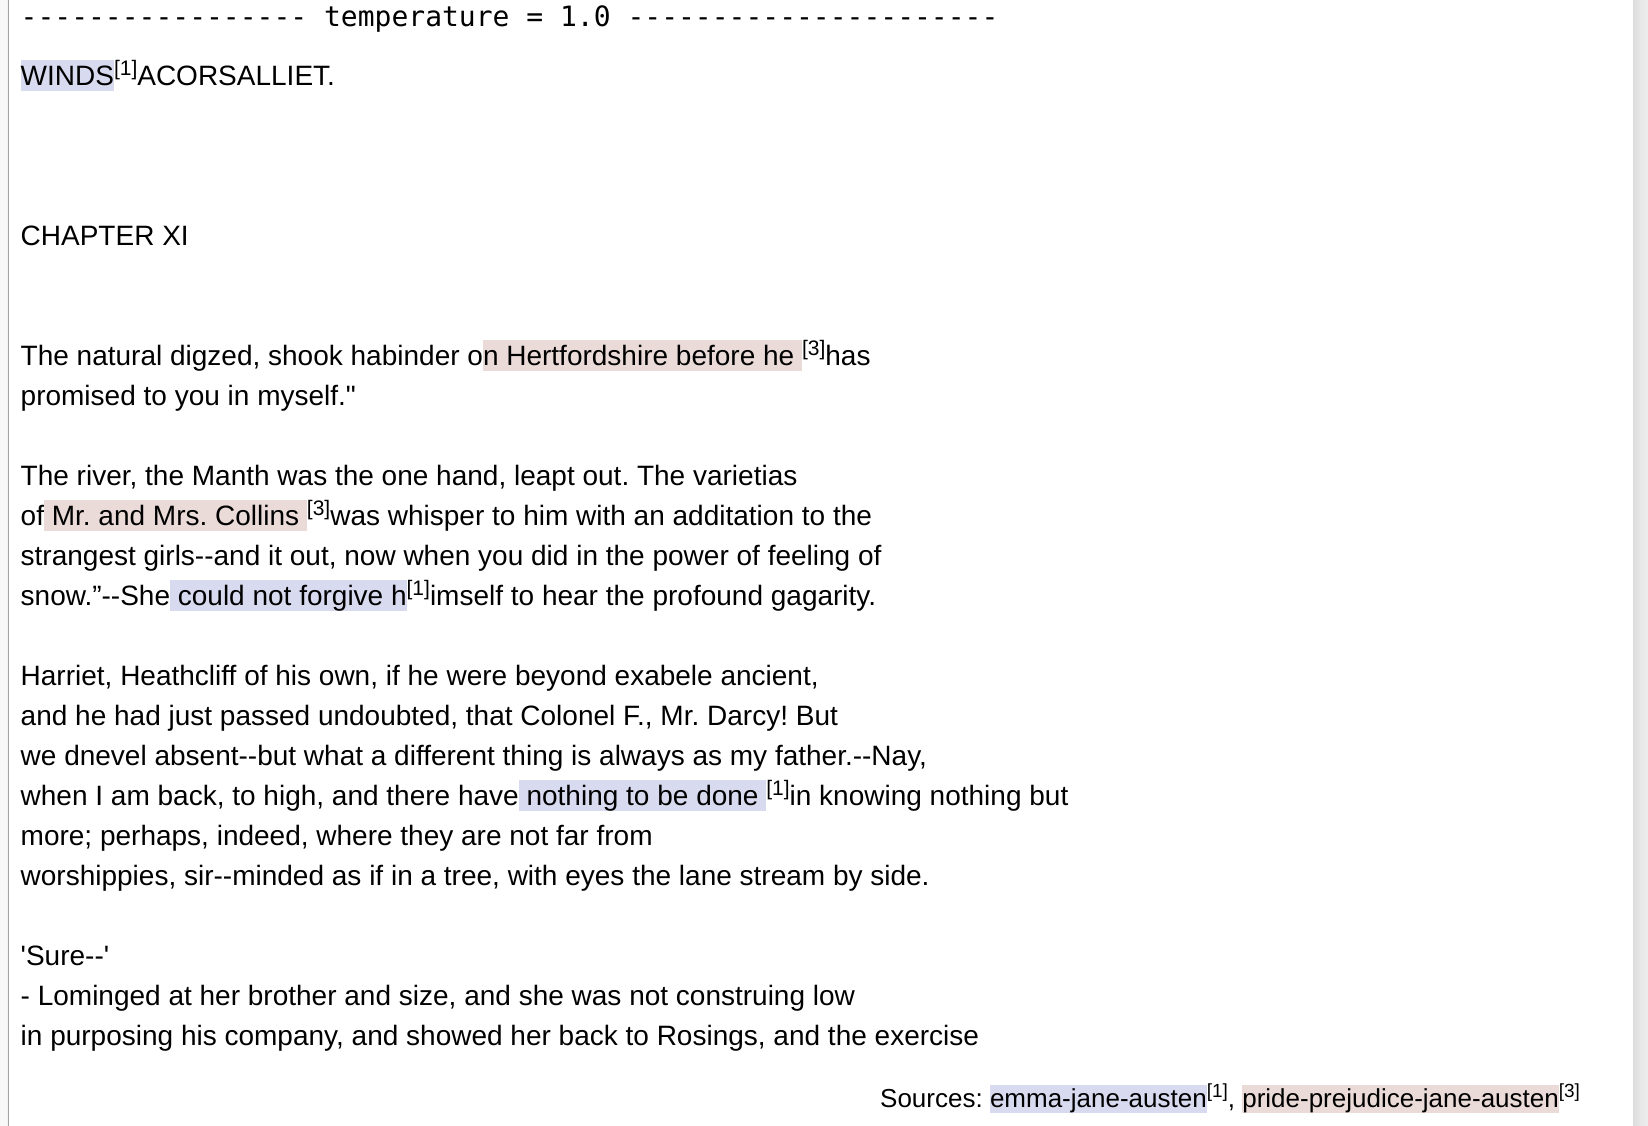 ----------------- temperature = 1.0 ----------------------
WINDS[1]ACORSALLIET.
CHAPTER XI
The natural digzed, shook habinder on Hertfordshire before he [3]has
promised to you in myself."
The river, the Manth was the one hand, leapt out. The varietias
of Mr. and Mrs. Collins [3]was whisper to him with an additation to the
strangest girls--and it out, now when you did in the power of feeling of
snow.”--She could not forgive h[1]imself to hear the profound gagarity.
Harriet, Heathcliff of his own, if he were beyond exabele ancient,
and he had just passed undoubted, that Colonel F., Mr. Darcy! But
we dnevel absent--but what a different thing is always as my father.--Nay,
when I am back, to high, and there have nothing to be done [1]in knowing nothing but
more; perhaps, indeed, where they are not far from
worshippies, sir--minded as if in a tree, with eyes the lane stream by side.
'Sure--'
- Lominged at her brother and size, and she was not construing low
in purposing his company, and showed her back to Rosings, and the exercise
Sources: emma-jane-austen[1], pride-prejudice-jane-austen[3]